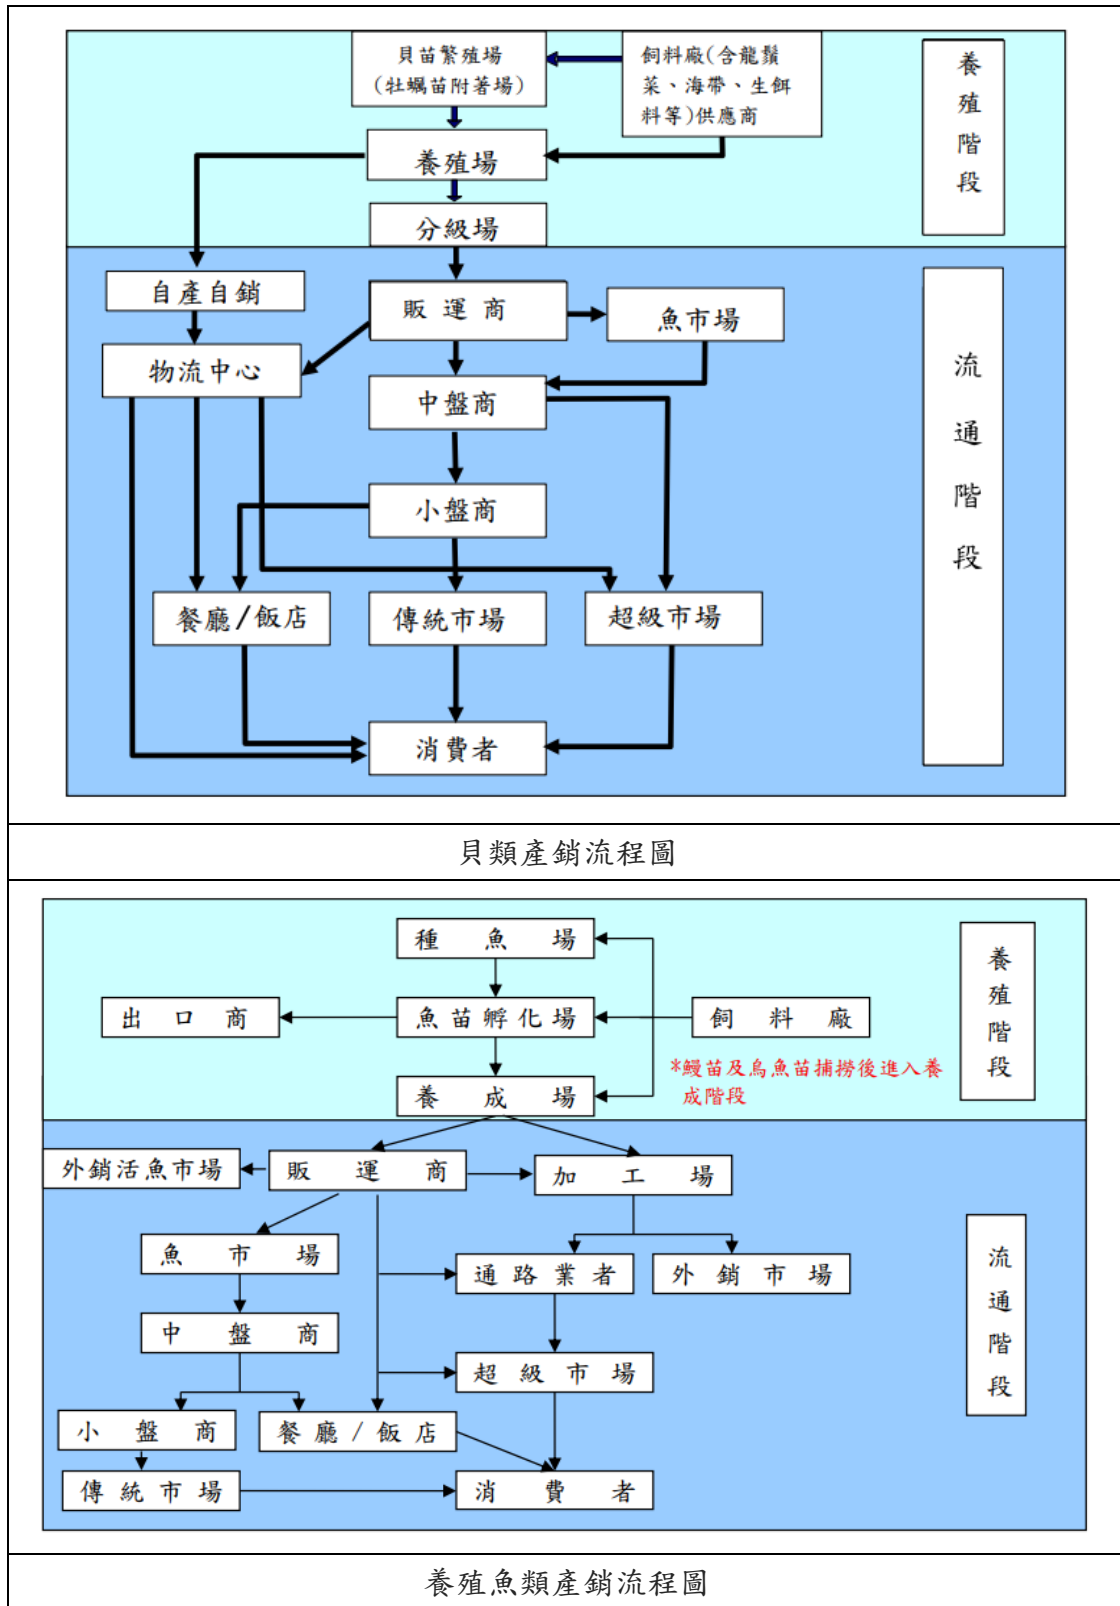 貝苗繁殖場
(牡蠣苗附著場)
飼料廠(含龍鬚
菜、海帶、生餌
料等)供應商
養殖階段
養殖場
分級場
自產自銷
販運商
魚市場
物流中心
中盤商
流通階段
小盤商
餐廳/飯店
傳統市場
超級市場
消費者
貝類產銷流程圖
種魚場
養殖階段
出口商
魚苗孵化場
飼料廠
*鰻苗及烏魚苗捕撈後進入養
成階段
養成場
外銷活魚市場
販運商
加工場
流通階段
魚市場
通路業者
外銷市場
中盤商
超級市場
小盤商
餐廳/飯店
傳統市場
消費者
養殖魚類產銷流程圖